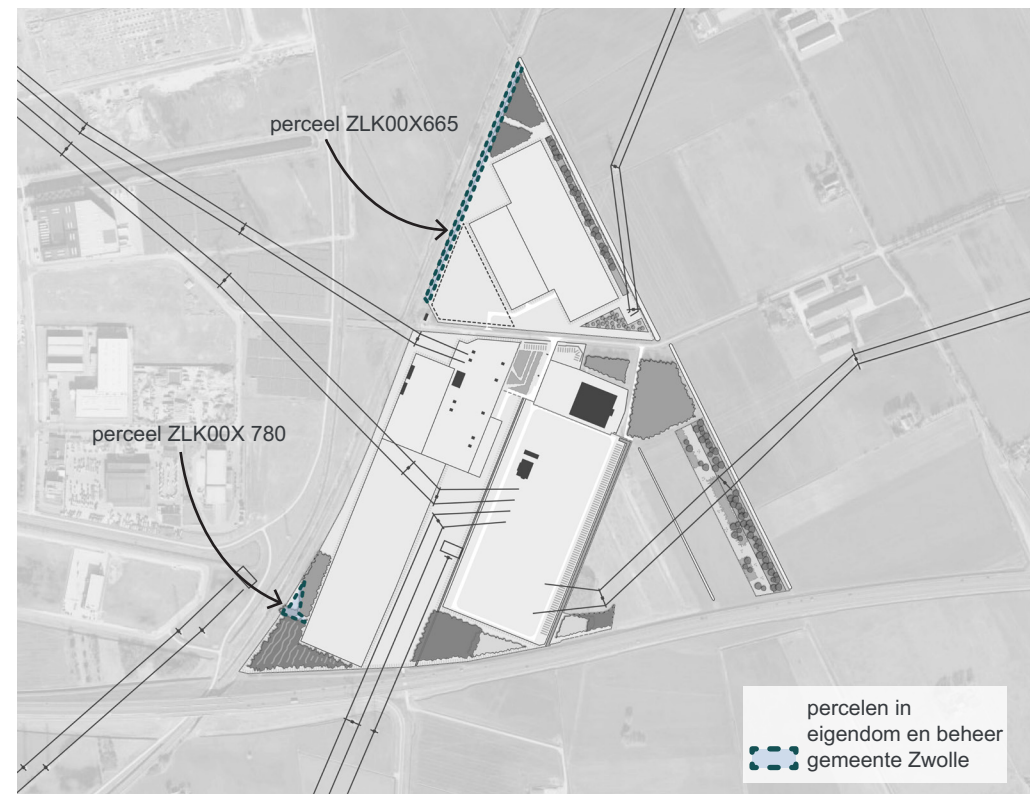 perceel ZLK00X665
perceel ZLK00X 780
percelen in
eigendom en beheer
gemeente Zwolle